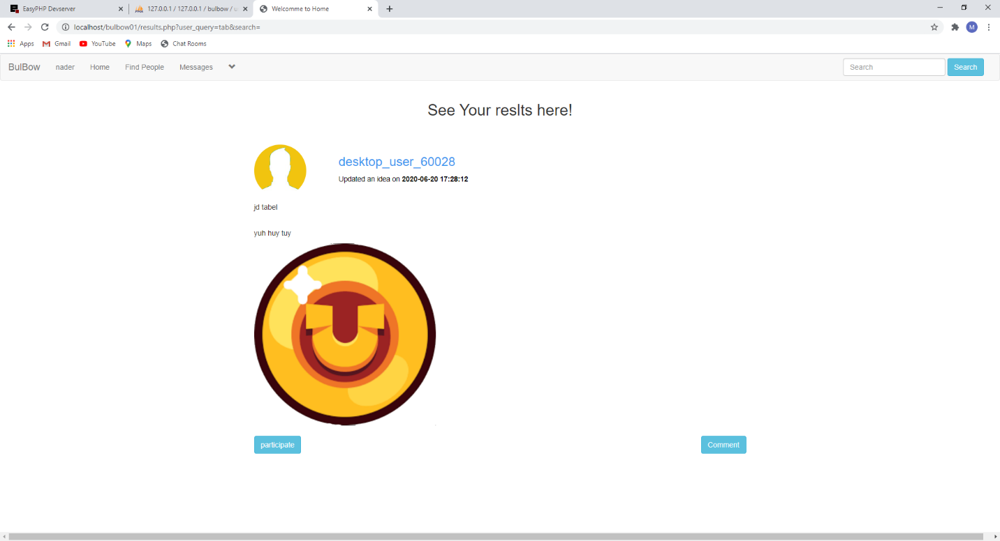 EasyPHP Devserver
127.0.0.1 / 127.0.0.1 / bulbow / u
Welcomme to Home
localhost/bulbow01/results.php?user_query=tab&search=
M
Apps Gmail YouTube Maps Chat Rooms
BulBow nader Home Find People Messages Search Search
See Your reslts here!
desktop_user_60028
Updated an idea on 2020-06-20 17:28:12
jd tabel
yuh huy tuy
participate Comment